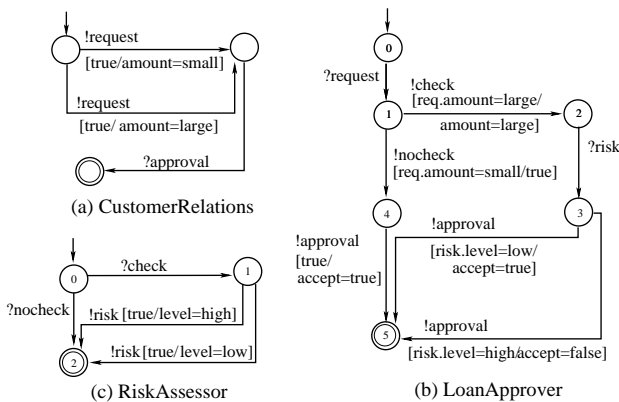 !request
[true/amount=small]
!request
[true/ amount=large]
?approval
(a) CustomerRelations
0
?request
!check
[req.amount=large/
amount=large]
1
2
!nocheck
[req.amount=small/true]
?risk
4
3
!approval
[true/
accept=true]
!approval
[risk.level=low/
accept=true]
!approval
5
[risk.level=high/accept=false]
(b) LoanApprover
0
?check
1
?nocheck
!risk [true/level=high]
!risk[true/level=low]
2
(c) RiskAssessor